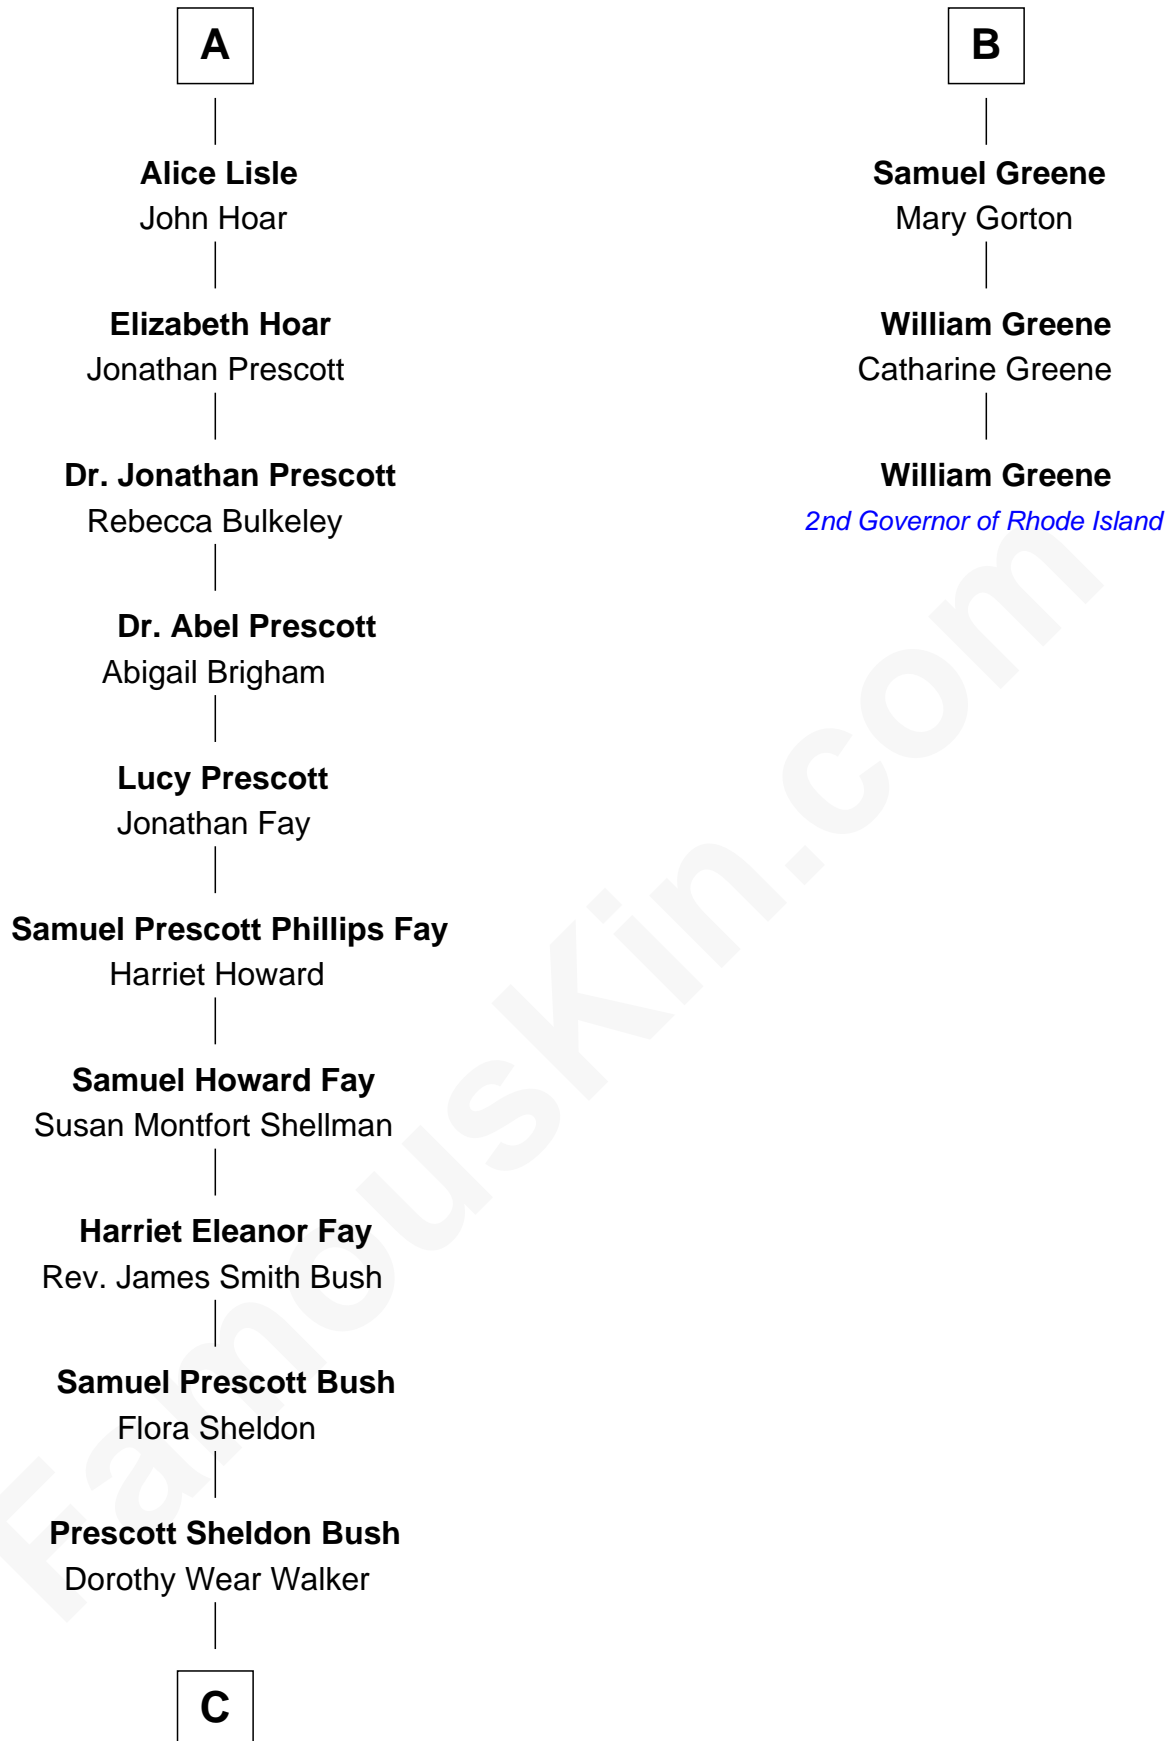 A
Alice Lisle
John Hoar
Elizabeth Hoar
Jonathan Prescott
Dr. Jonathan Prescott
Rebecca Bulkeley
Dr. Abel Prescott
Abigail Brigham
Lucy Prescott
Jonathan Fay
Samuel Prescott Phillips Fay
Harriet Howard
Samuel Howard Fay
Susan Montfort Shellman
Harriet Eleanor Fay
Rev. James Smith Bush
Samuel Prescott Bush
Flora Sheldon
Prescott Sheldon Bush
Dorothy Wear Walker
C
B
Samuel Greene
Mary Gorton
William Greene
Catharine Greene
William Greene
2nd Governor of Rhode Island
FamousKin.com